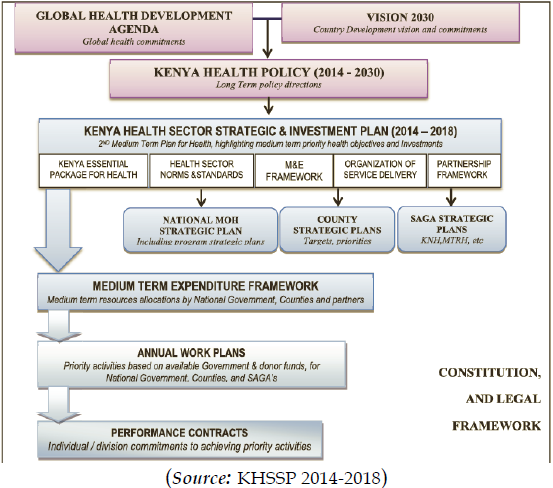 GLOBAL HEALTH DEVELOPMENT
AGENDA
Global health commitments
VISION 2030
Country Development vision and commitments
KENYA HEALTH POLICY (2014 - 2030)
Long Term policy
directions
KENYA HEALTH SECTOR STRATEGIC & INVESTMENT PLAN (2014 – 2018)
2ND Medium Term Plan for Health, highlighting medium term priority health objectives and Investments
KENYA ESSENTIAL
PACKAGE FOR HEALTH
HEALTH SECTOR
NORMS &STANDARDS
M&E
FRAMEWORK
ORGANIZATION OF
SERVICE DELIVERY
PARTNERSHIP
FRAMEWORK
NATIONAL MOH
STRATEGIC PLAN
Including program strategic plans
COUNTY
STRATEGIC PLANS
Targets, priorities
SAGA STRATEGIC
PLANS
KNH,MTRH, etc
MEDIUM TERM EXPENDITURE FRAMEWORK
Medium term resources allocations by National Government, Counties and partners
ANNUAL WORK PLANS
Priority activities based on available Government & donor funds, for
National Government, Counties, and SAGA's
PERFORMANCE CONTRACTS
Individual / division commitments to achieving priority activities
CONSTITUTION,
AND LEGAL
FRAMEWORK
(Source: KHSSP 2014-2018)